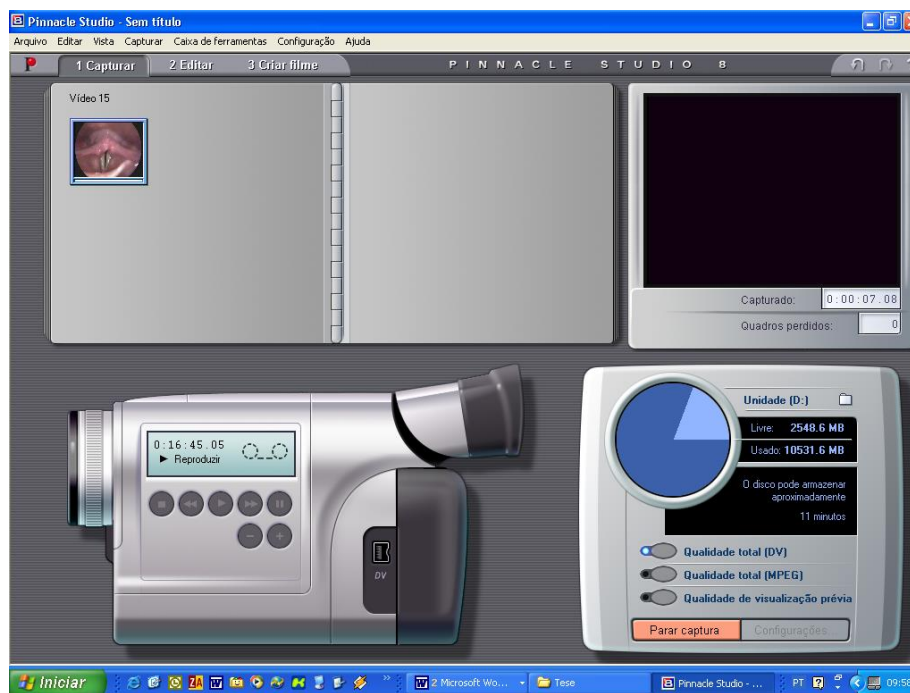 Pinnacle Studio - Sem título
Arquivo Editar Vista Capturar Caixa de ferramentas Configuração Ajuda
1 Capturar 2 Editar 3 Criar filme PINNACLE STUDIO 8
Vídeo 15
Capturado: 0:00:07.08
Quadros perdidos: 0
0:16:45.05
Reproduzir
DV
Unidade (D:)
Livre: 2548.6 MB
Usado: 10531.6 MB
O disco pode armazenar
aproximadamente
11 minutos
Qualidade total (DV)
Qualidade total (MPEG)
Qualidade de visualização prévia
Parar captura Configurações...
Iniciar 2 Microsoft Wo... Tese Pinnacle Studio - ... PT 09:58